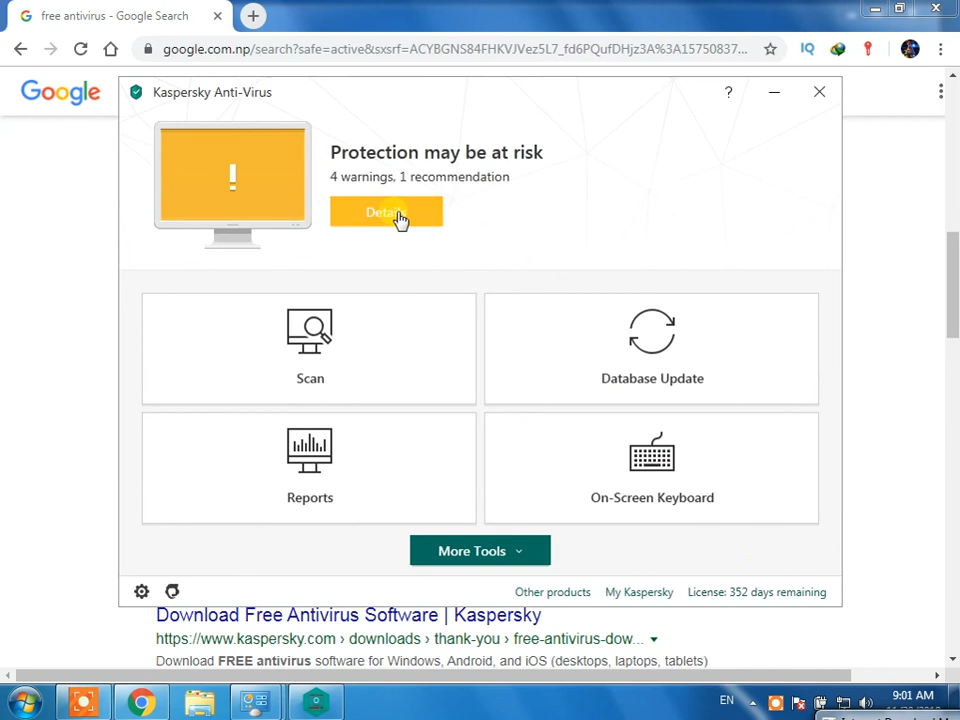 free antivirus - Google Search
google.com.np/search?safe=active&sxsrf=ACYBGNS84FHKVJVez5L7_fd6PQufDHjz3A%3A15750837...
IQ
Google
Kaspersky Anti-Virus
?
Protection may be at risk
4 warnings, 1 recommendation
Details
Scan
Database Update
Reports
On-Screen Keyboard
More Tools
Other products
My Kaspersky
License: 352 days remaining
Download Free Antivirus Software | Kaspersky
https://www.kaspersky.com › downloads › thank-you › free-antivirus-dow...
Download FREE antivirus software for Windows, Android, and iOS (desktops, laptops, tablets)
EN
9:01 AM